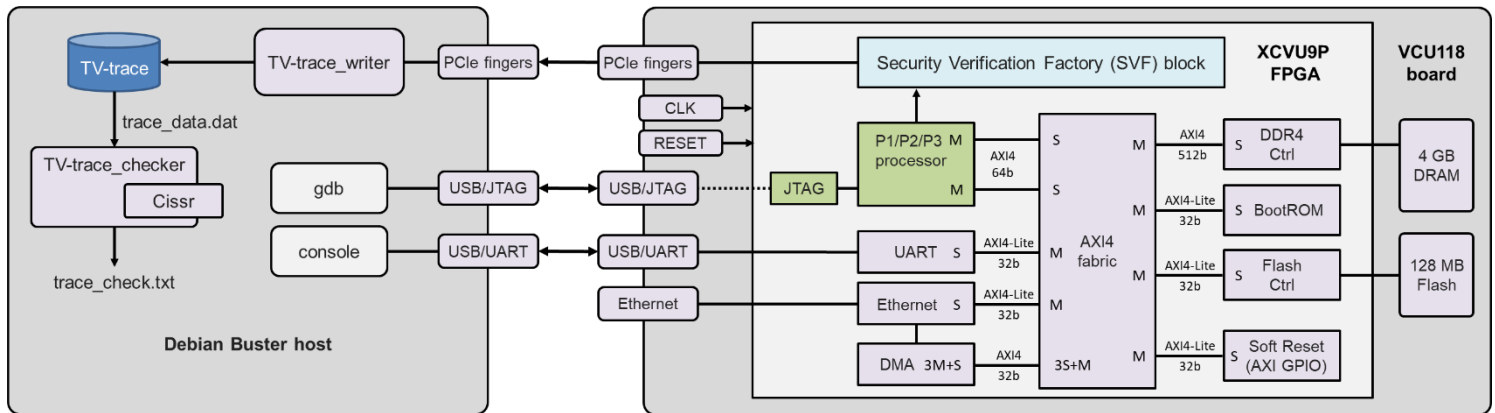 TV-trace
TV-trace_writer
PCIe fingers
trace_data.dat
TV-trace_checker
Cissr
trace_check.txt
gdb
USB/JTAG
console
USB/UART
Debian Buster host
PCIe fingers
CLK
RESET
USB/JTAG
USB/UART
Ethernet
Security Verification Factory (SVF) block
XCVU9P
FPGA
VCU118
board
JTAG
P1/P2/P3 M
processor
M
AXI4
64b
UART S
AXI4-Lite
32b
Ethernet S
AXI4-Lite
32b
DMA 3M+S
AXI4
32b
S
S
M
M
3S+M
AXI4
fabric
M
M
M
M
AXI4
512b
S DDR4
Ctrl
4 GB
DRAM
AXI4-Lite
32b
S BootROM
AXI4-Lite
32b
S Flash
Ctrl
128 MB
Flash
AXI4-Lite
32b
S Soft Reset
(AXI GPIO)